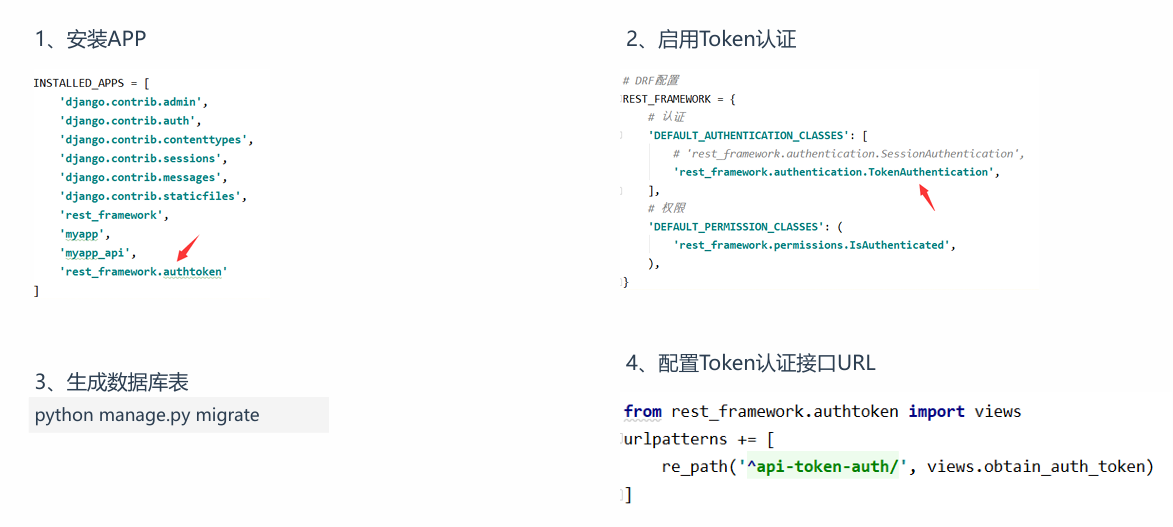 1、安装APP
INSTALLED_APPS = [
    'django.contrib.admin',
    'django.contrib.auth',
    'django.contrib.contenttypes',
    'django.contrib.sessions',
    'django.contrib.messages',
    'django.contrib.staticfiles',
    'rest_framework',
    'myapp',
    'myapp_api',
    'rest_framework.authtoken'
]
2、启用Token认证
# DRF配置
REST_FRAMEWORK = {
    # 认证
    'DEFAULT_AUTHENTICATION_CLASSES': [
        # 'rest_framework.authentication.SessionAuthentication',
        'rest_framework.authentication.TokenAuthentication',
    ],
    # 权限
    'DEFAULT_PERMISSION_CLASSES': (
        'rest_framework.permissions.IsAuthenticated',
    ),
}
3、生成数据库表
python manage.py migrate
4、配置Token认证接口URL
from rest_framework.authtoken import views
urlpatterns += [
    re_path('^api-token-auth/', views.obtain_auth_token)
]